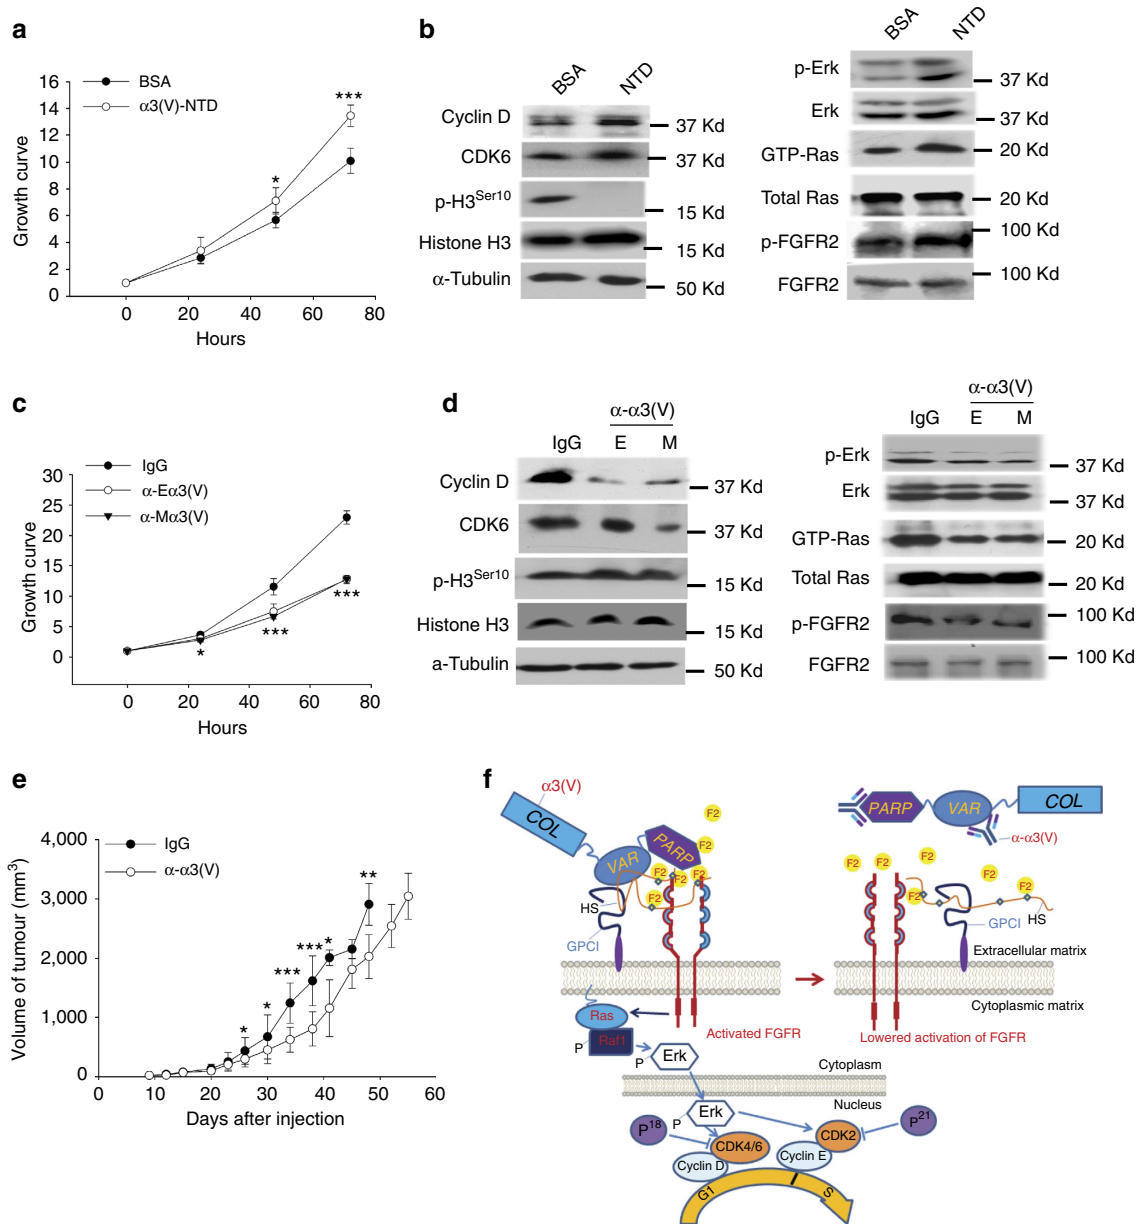 a
BSA
α3(V)-NTD
Growth curve
16
14
12
10
8
6
4
2
0
*
***
0 20 40 60 80
Hours
b
BSA NTD
Cyclin D
37 Kd
CDK6
37 Kd
p-H3Ser10
15 Kd
Histone H3
15 Kd
α-Tubulin
50 Kd
BSA NTD
p-Erk
37 Kd
Erk
37 Kd
GTP-Ras
20 Kd
Total Ras
20 Kd
p-FGFR2
100 Kd
FGFR2
100 Kd
c
IgG
α-Eα3(V)
α-Mα3(V)
Growth curve
30
25
20
15
10
5
0
*
***
***
0 20 40 60 80
Hours
d
α-α3(V)
IgG E M
Cyclin D
37 Kd
CDK6
37 Kd
p-H3Ser10
15 Kd
Histone H3
15 Kd
a-Tubulin
50 Kd
α-α3(V)
IgG E M
p-Erk
37 Kd
Erk
37 Kd
GTP-Ras
20 Kd
Total Ras
20 Kd
p-FGFR2
100 Kd
FGFR2
100 Kd
e
IgG
α-α3(V)
Volume of tumour (mm3)
4,000
3,000
2,000
1,000
0
*
*
***
***
*
**
0 10 20 30 40 50 60
Days after injection
f
α3(V)
COL
VAR
PARP
F2
F2
F2
F2
F2
F2
HS
GPCI
Ras
P
Raf1
Activated FGFR
P
Erk
Cytoplasm
Nucleus
P
Erk
P18
CDK4/6
Cyclin D
CDK2
Cyclin E
P21
G1
S
PARP
VAR
COL
α-α3(V)
F2
F2
F2
F2
F2
F2
HS
GPCI
Extracellular matrix
Cytoplasmic matrix
Lowered activation of FGFR